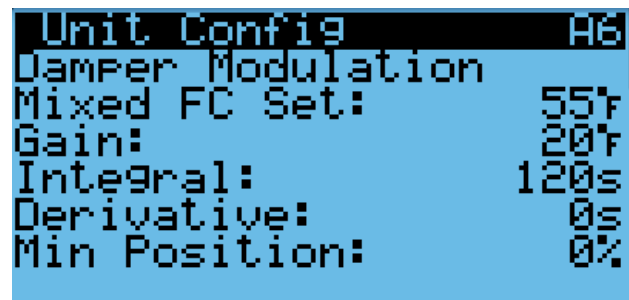 Unit Config A6
Damper Modulation
Mixed FC Set: 55°F
Gain: 20°F
Integral: 120s
Derivative: 0s
Min Position: 0%